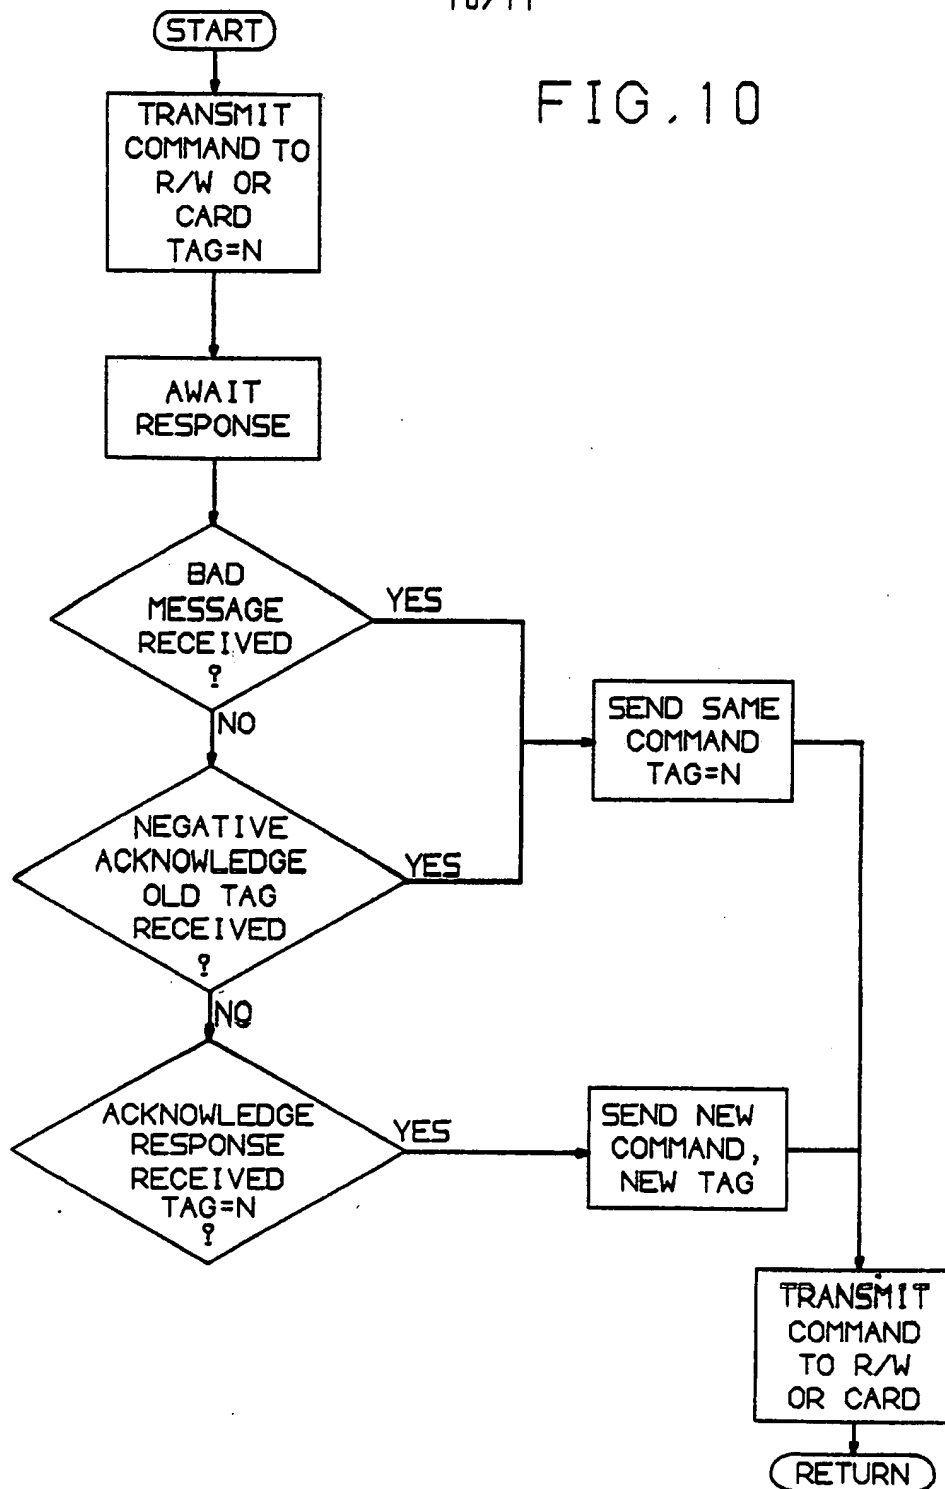 START
FIG.10
TRANSMIT
COMMAND TO
R/W OR
CARD
TAG=N
AWAIT
RESPONSE
BAD
MESSAGE
RECEIVED
?
YES
NO
SEND SAME
COMMAND
TAG=N
NEGATIVE
ACKNOWLEDGE
OLD TAG
RECEIVED
?
YES
NO
ACKNOWLEDGE
RESPONSE
RECEIVED
TAG=N
?
YES
SEND NEW
COMMAND,
NEW TAG
TRANSMIT
COMMAND
TO R/W
OR CARD
RETURN